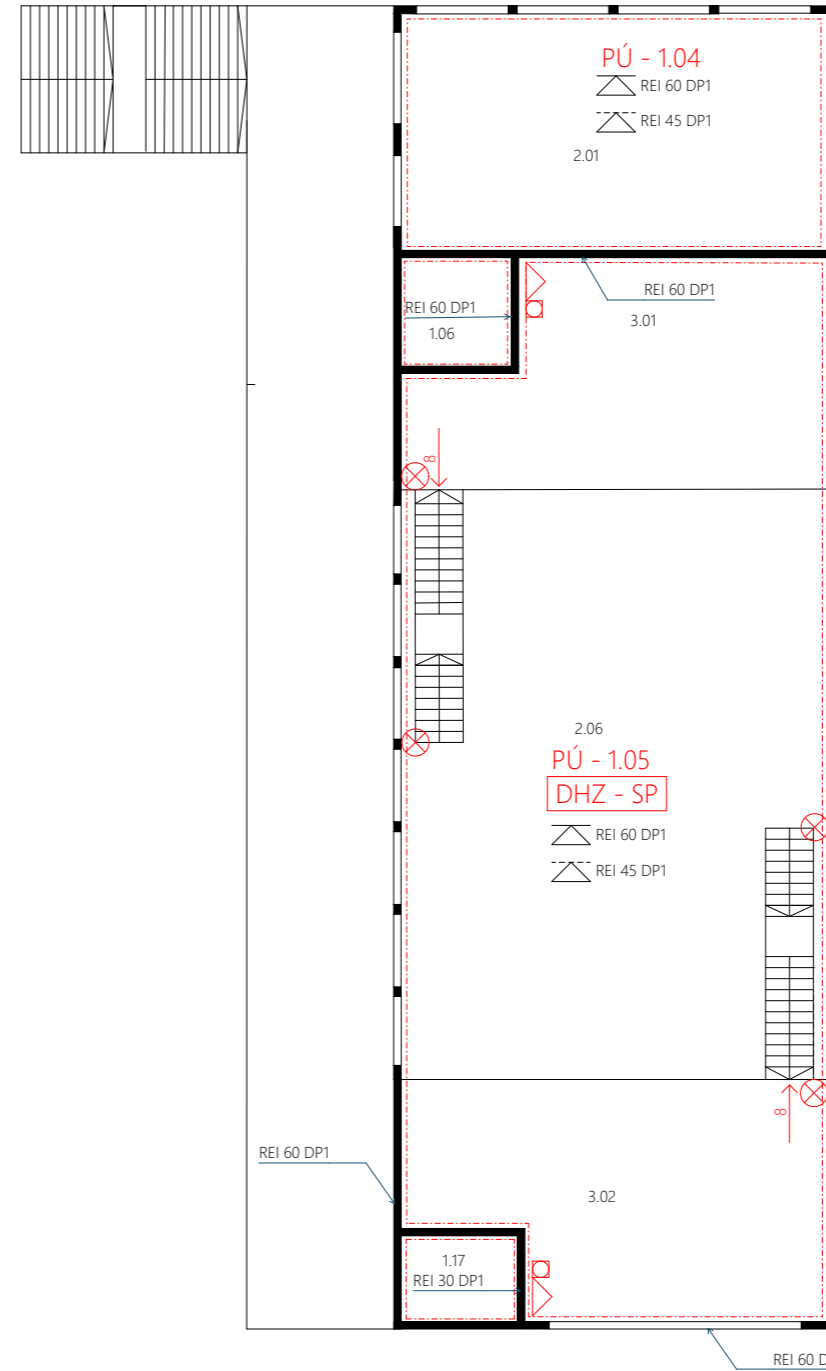 PÚ - 1.04
REI 60 DP1
REI 45 DP1
2.01
REI 60 DP1
REI 60 DP1
1.06
3.01
8
2.06
PÚ - 1.05
DHZ - SP
REI 60 DP1
REI 45 DP1
8
REI 60 DP1
3.02
1.17
REI 30 DP1
REI 60 D